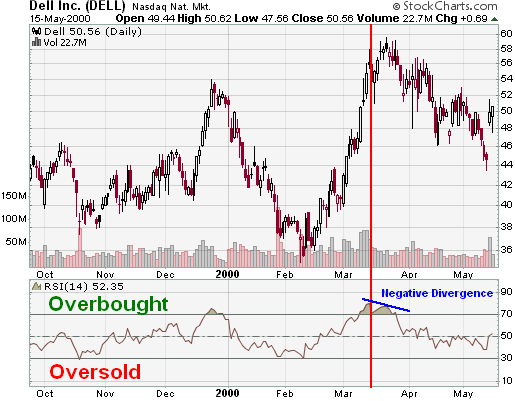 Dell Inc. (DELL) Nasdaq Nat. Mkt. © StockCharts.com
15-May-2000 Open 49.44 High 50.62 Low 47.56 Close 50.56 Volume 22.7M Chg +0.69
Dell 50.56 (Daily)
Vol 22.7M
60
58
56
54
52
50
48
46
44
42
40
38
36
150M
100M
50M
Oct Nov Dec 2000 Feb Mar Apr May
RSI(14) 52.35
Overbought
Negative Divergence
90
70
50
30
10
Oversold
Oct Nov Dec 2000 Feb Mar Apr May